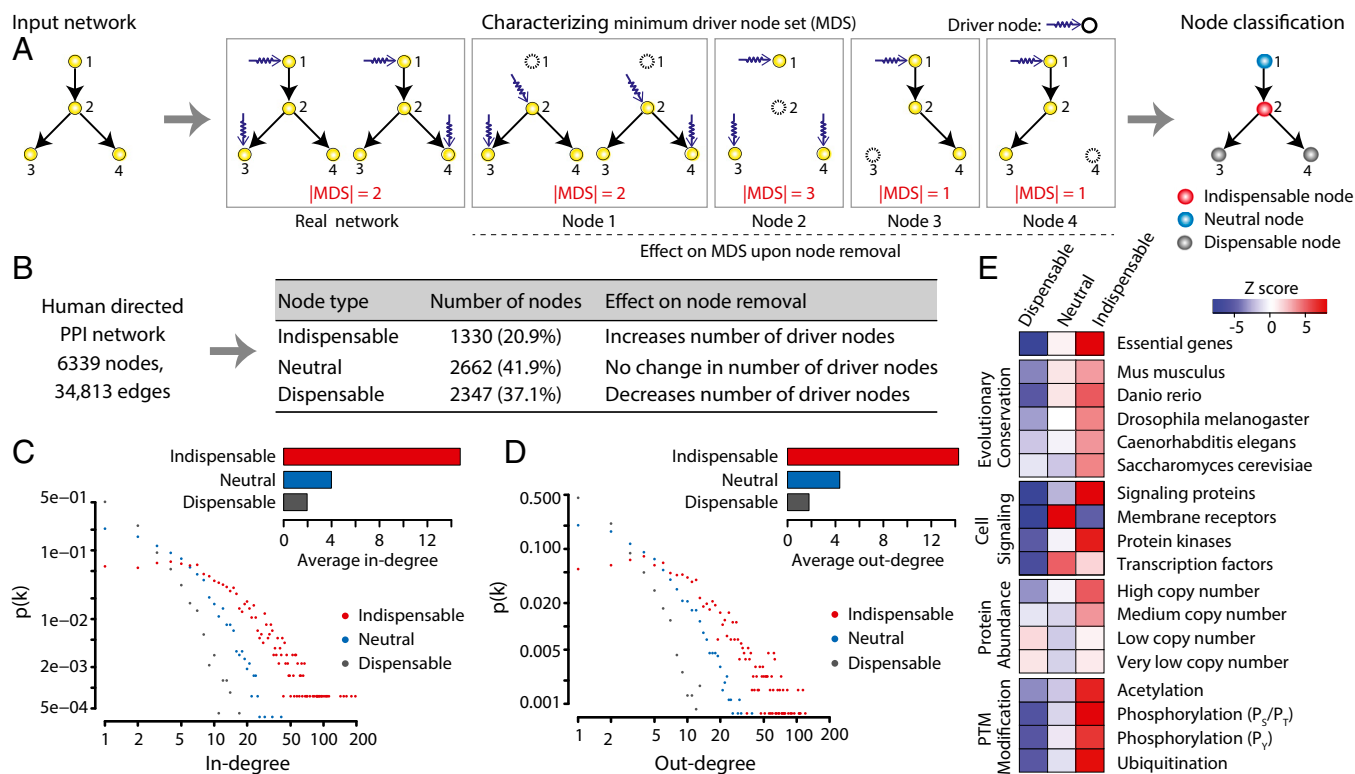 Input network
Characterizing minimum driver node set (MDS)
Driver node:
Node classification
A
1
2
3
4
1
2
3
4
1
2
3
4
|MDS| = 2
Real network
1
2
3
4
1
2
3
4
|MDS| = 2
Node 1
1
2
3
4
|MDS| = 3
Node 2
1
2
3
4
|MDS| = 1
Node 3
1
2
3
4
|MDS| = 1
Node 4
Effect on MDS upon node removal
1
2
3
4
Indispensable node
Neutral node
Dispensable node
B
Human directed
PPI network
6339 nodes,
34,813 edges
Node type Number of nodes Effect on node removal
Indispensable 1330 (20.9%) Increases number of driver nodes
Neutral 2662 (41.9%) No change in number of driver nodes
Dispensable 2347 (37.1%) Decreases number of driver nodes
C
Indispensable
Neutral
Dispensable
0 4 8 12
Average in-degree
5e−01
1e−01
1e−02
2e−03
5e−04
p(k)
Indispensable
Neutral
Dispensable
1 2 5 10 20 50 100 200
In-degree
D
Indispensable
Neutral
Dispensable
0 4 8 12
Average out-degree
0.500
0.100
0.020
0.005
0.001
p(k)
Indispensable
Neutral
Dispensable
1 2 5 10 20 50 100 200
Out-degree
E
Dispensable
Neutral
Indispensable
Z score
-5 0 5
Essential genes
Evolutionary
Conservation
Mus musculus
Danio rerio
Drosophila melanogaster
Caenorhabditis elegans
Saccharomyces cerevisiae
Cell
Signaling
Signaling proteins
Membrane receptors
Protein kinases
Transcription factors
Protein
Abundance
High copy number
Medium copy number
Low copy number
Very low copy number
PTM
Modification
Acetylation
Phosphorylation (PS/PT)
Phosphorylation (PY)
Ubiquitination